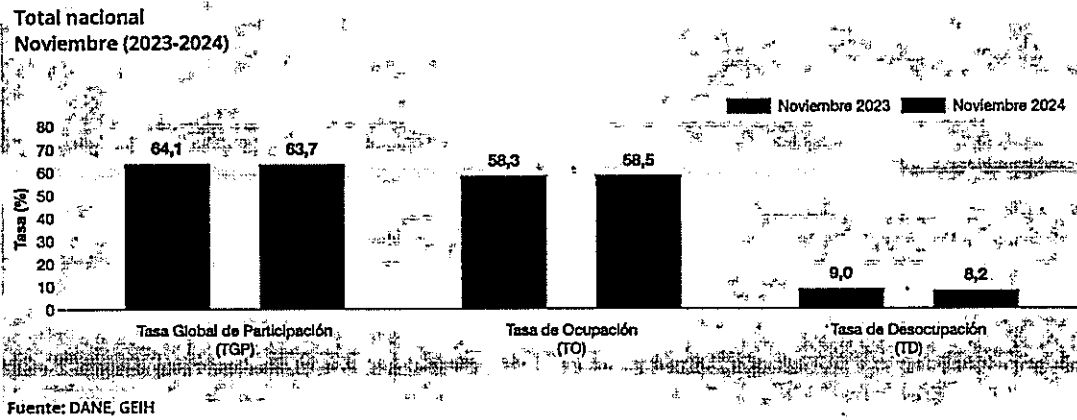 Total nacional
Noviembre (2023-2024)
Noviembre 2023 Noviembre 2024
80
70
60
50
40
30
20
10
0
Tasa (%)
64,1 63,7 58,3 58,5 9,0 8,2
Tasa Global de Participación Tasa de Ocupación Tasa de Desocupación
(TGP) (TO) (TD)
Fuente: DANE, GEIH